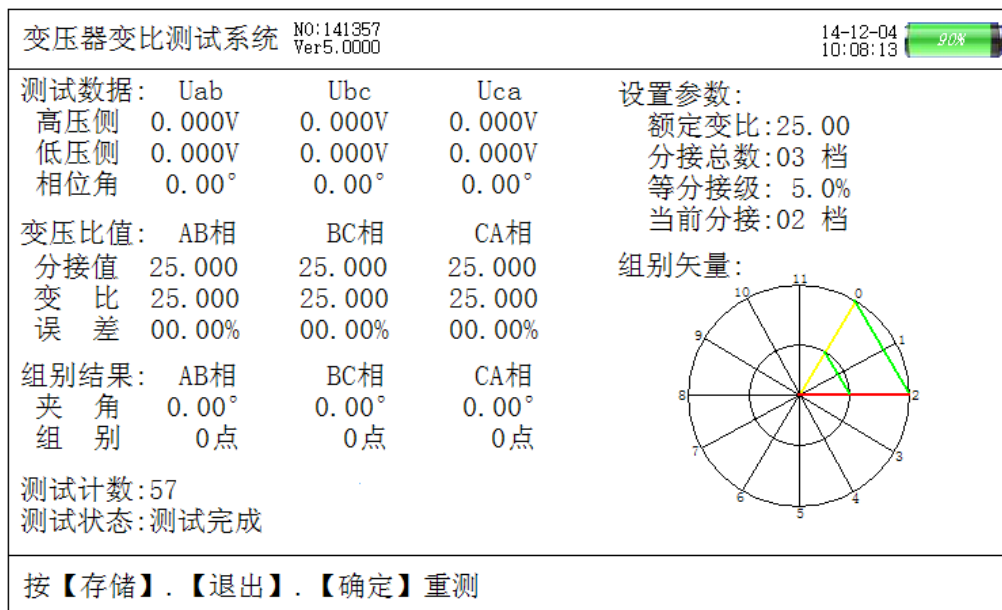 变压器变比测试系统 NO:141357
Ver5.0000
14-12-04
10:08:13
90%
测试数据: Uab Ubc Uca
高压侧 0.000V 0.000V 0.000V
低压侧 0.000V 0.000V 0.000V
相位角 0.00° 0.00° 0.00°
变压比值: AB相 BC相 CA相
分接值 25.000 25.000 25.000
变 比 25.000 25.000 25.000
误 差 00.00% 00.00% 00.00%
组别结果: AB相 BC相 CA相
夹 角 0.00° 0.00° 0.00°
组 别 0点 0点 0点
测试计数:57
测试状态:测试完成
设置参数:
额定变比:25.00
分接总数:03 档
等分接级: 5.0%
当前分接:02 档
组别矢量:
11
10 0
9 1
8 2
7 3
6 4
5
按【存储】.【退出】.【确定】重测